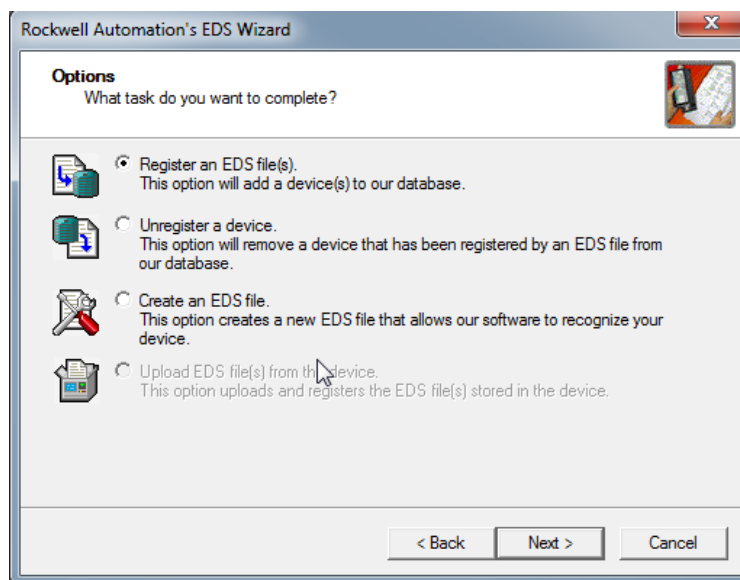 Rockwell Automation's EDS Wizard
X
Options
What task do you want to complete?
Register an EDS file(s).
This option will add a device(s) to our database.
Unregister a device.
This option will remove a device that has been registered by an EDS file from
our database.
Create an EDS file.
This option creates a new EDS file that allows our software to recognize your
device.
Upload EDS file(s) from the device.
This option uploads and registers the EDS file(s) stored in the device.
< Back Next > Cancel